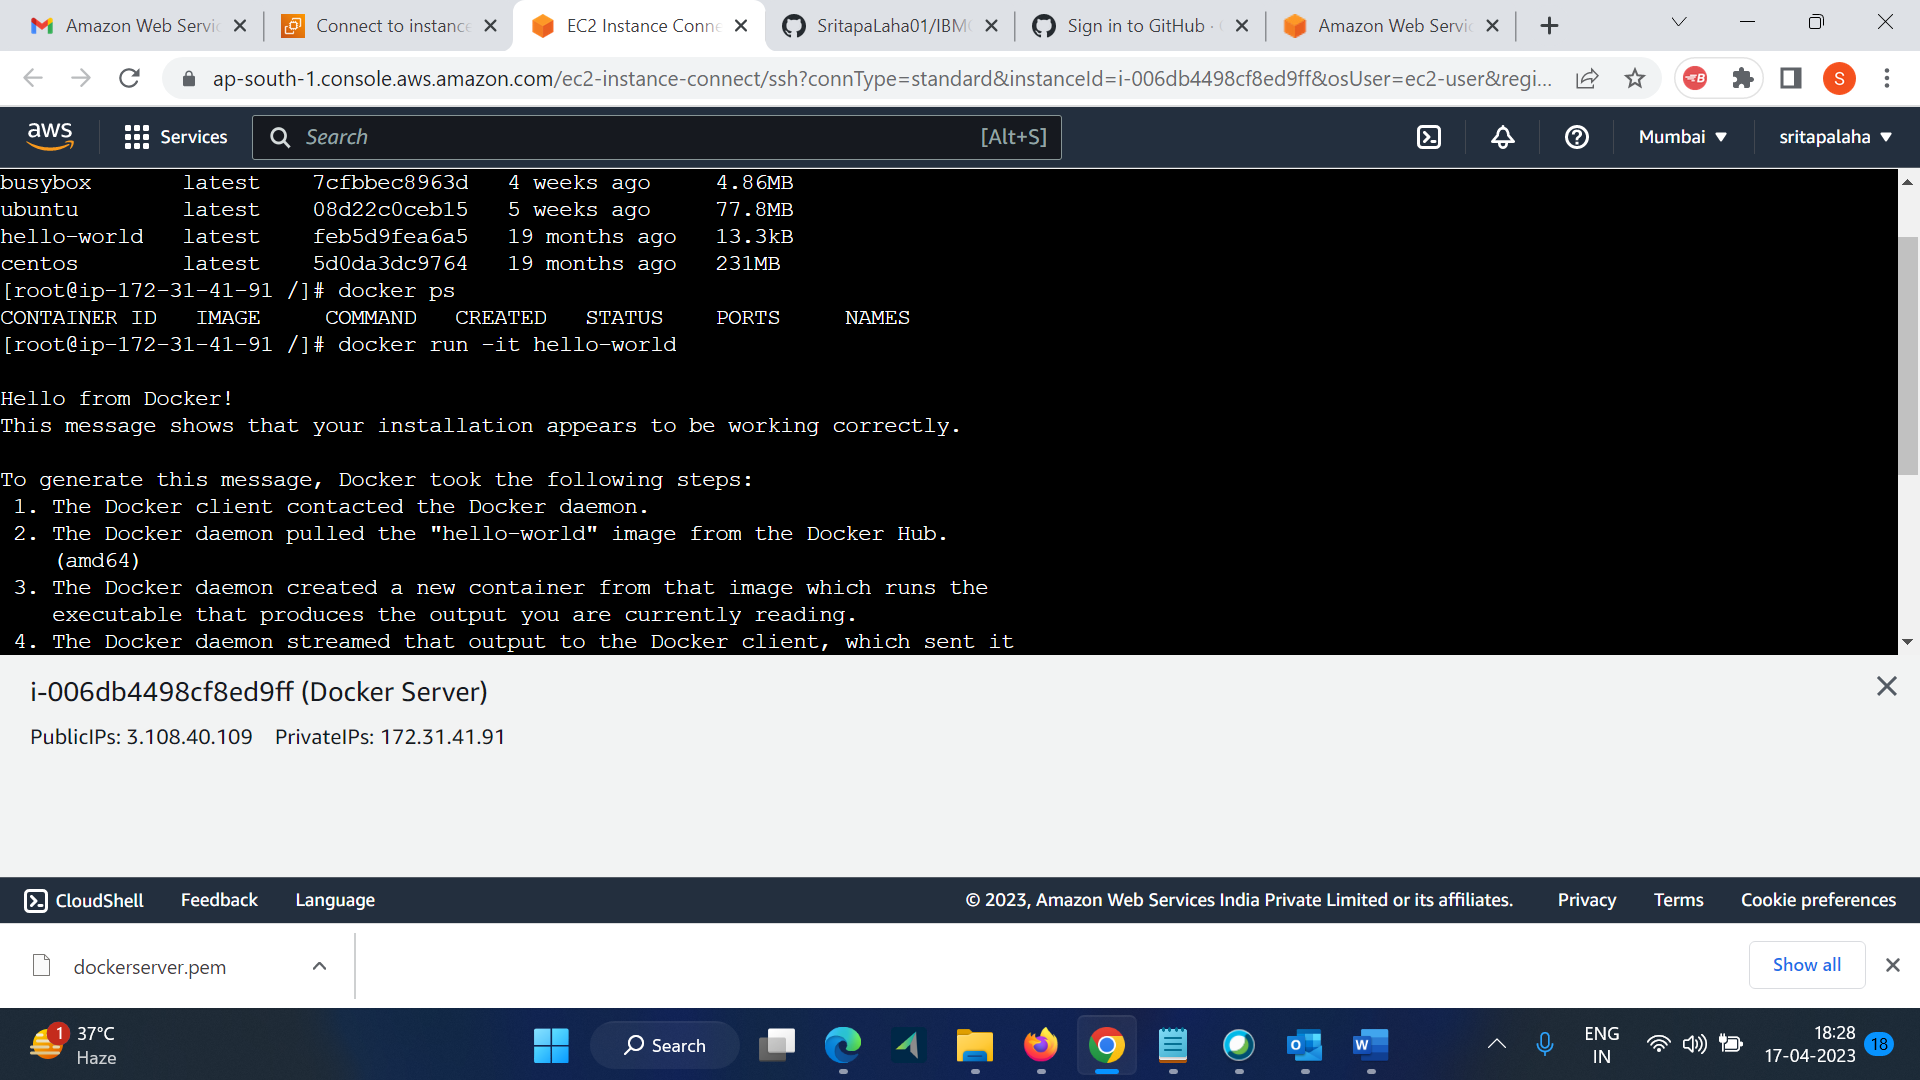 Amazon Web Servi
Connect to instance
EC2 Instance Conne
SritapaLaha01/IBM
Sign in to GitHub ·
Amazon Web Servi
ap-south-1.console.aws.amazon.com/ec2-instance-connect/ssh?connType=standard&instanceId=i-006db4498cf8ed9ff&osUser=ec2-user&regi...
B
S
aws
Services
Search
[Alt+S]
Mumbai
sritapalaha
busybox latest 7cfbbec8963d 4 weeks ago 4.86MB
ubuntu latest 08d22c0ceb15 5 weeks ago 77.8MB
hello-world latest feb5d9fea6a5 19 months ago 13.3kB
centos latest 5d0da3dc9764 19 months ago 231MB
[root@ip-172-31-41-91 /]# docker ps
CONTAINER ID IMAGE COMMAND CREATED STATUS PORTS NAMES
[root@ip-172-31-41-91 /]# docker run -it hello-world
Hello from Docker!
This message shows that your installation appears to be working correctly.
To generate this message, Docker took the following steps:
1. The Docker client contacted the Docker daemon.
2. The Docker daemon pulled the "hello-world" image from the Docker Hub.
(amd64)
3. The Docker daemon created a new container from that image which runs the
executable that produces the output you are currently reading.
4. The Docker daemon streamed that output to the Docker client, which sent it
i-006db4498cf8ed9ff (Docker Server)
PublicIPs: 3.108.40.109 PrivateIPs: 172.31.41.91
CloudShell Feedback Language © 2023, Amazon Web Services India Private Limited or its affiliates. Privacy Terms Cookie preferences
dockerserver.pem
Show all
1
37°C
Haze
Search
ENG
IN
18:28
17-04-2023
18